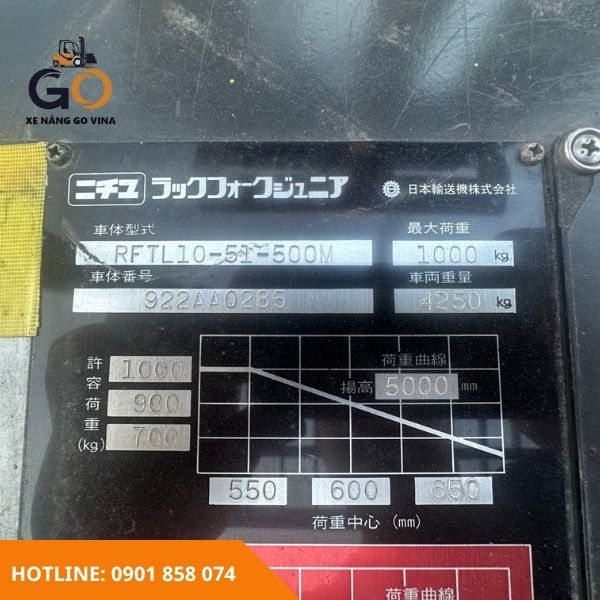 GO
XE NÂNG GO VINA
ニチユ ラックフォークジュニア 日本輸送機株式会社
車体型式 最大荷重
RFTL10-51-500M 1000 kg
車体番号 車両重量
922AA0285 4250 kg
許容荷重 (kg)
1000
900
700
荷重曲線
揚高 5000 mm
550 600 650
荷重中心 (mm)
荷重曲線
HOTLINE: 0901 858 074